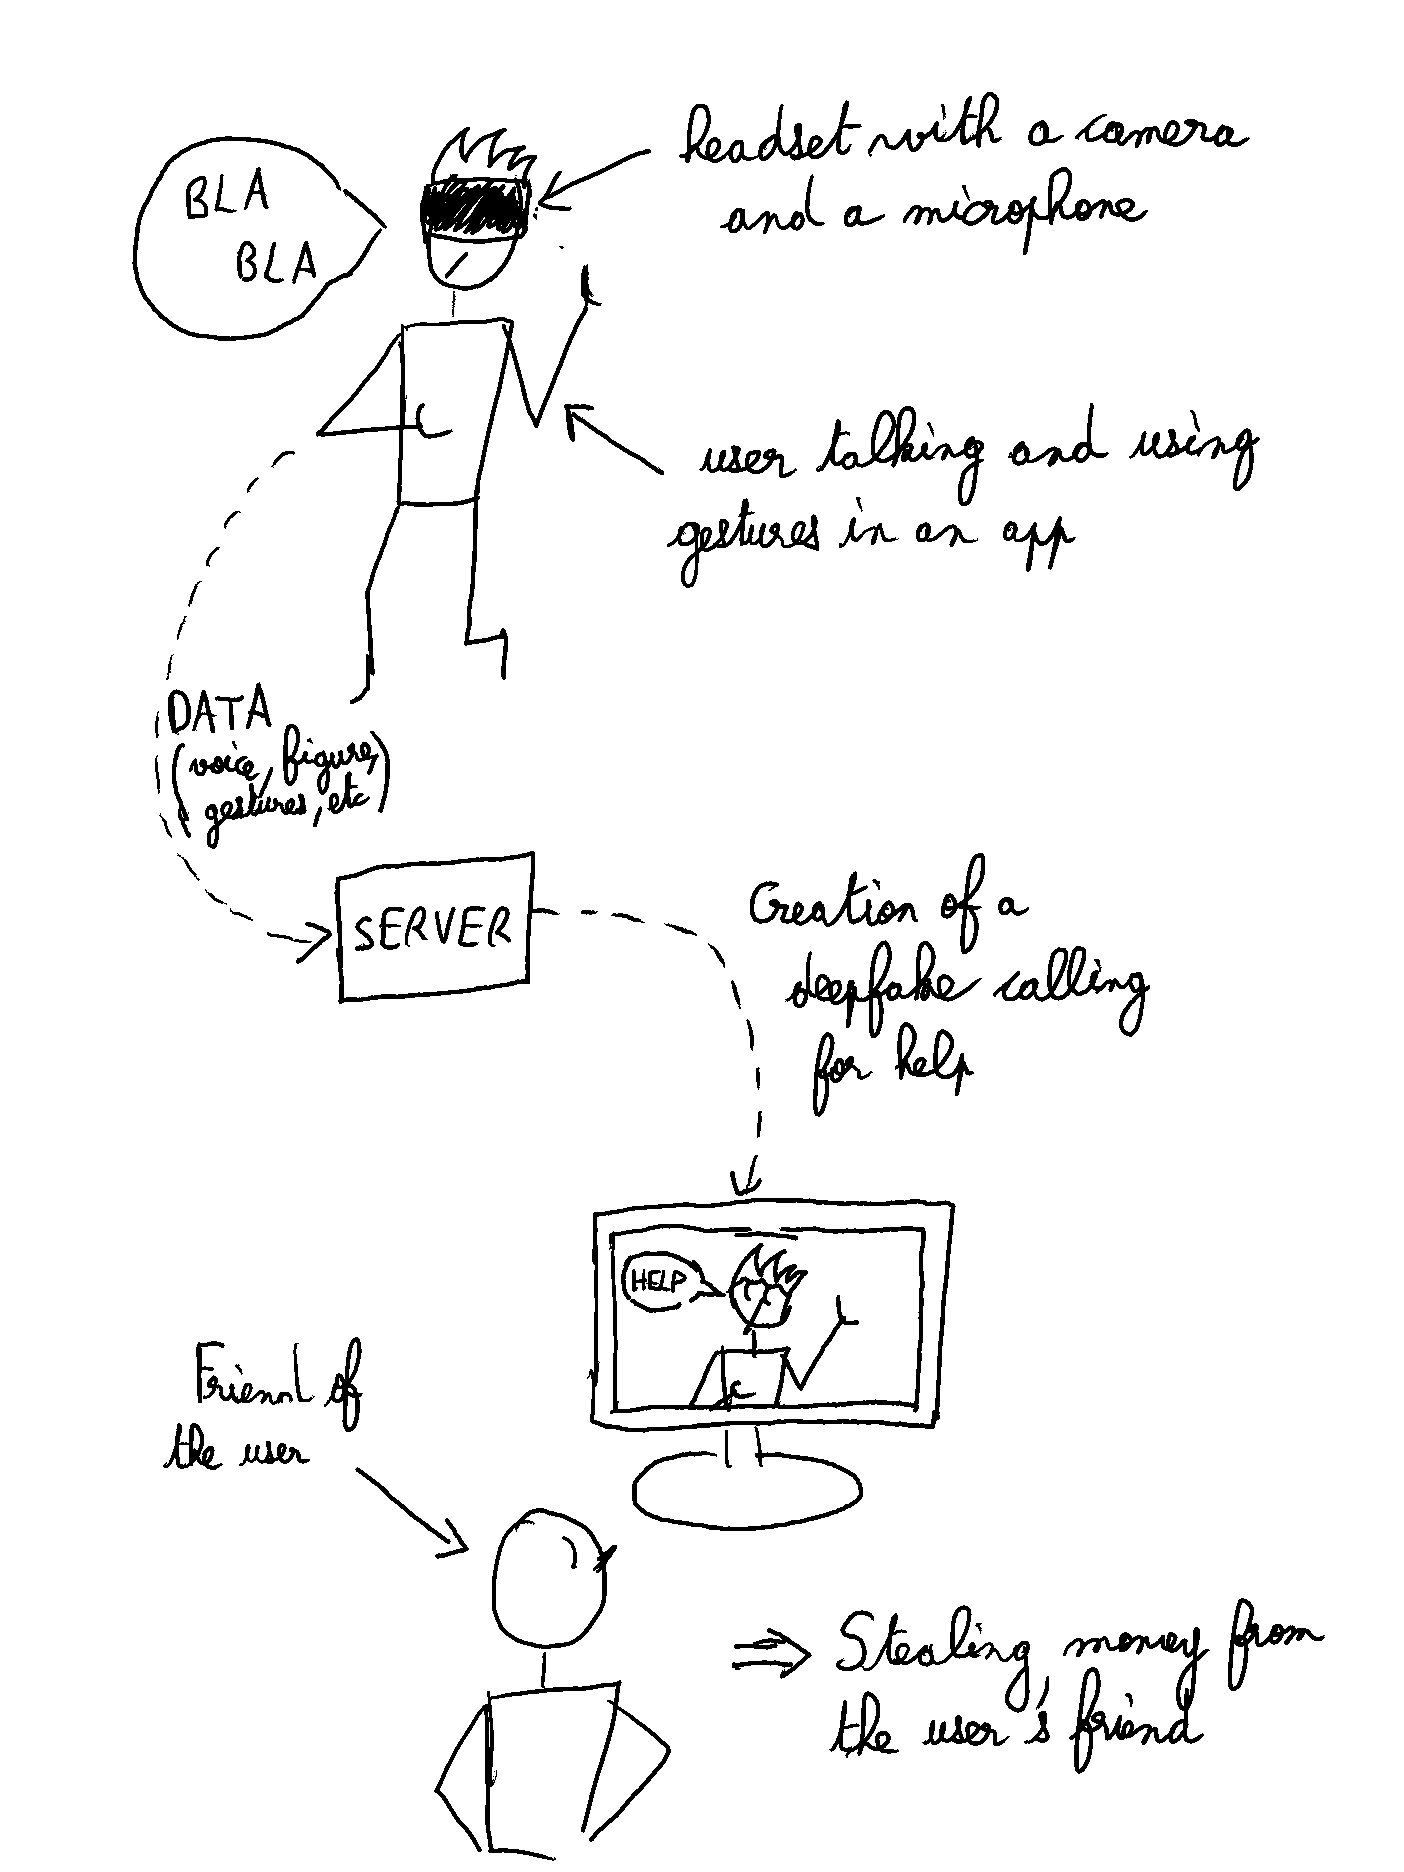 BLA
BLA
headset with a camera
and a microphone
user talking and using
gestures in an app
DATA
(voice, figure,
gestures, etc)
SERVER
Creation of a
deepfake calling
for help
HELP
Friend of
the user
⇒ Stealing money from
the user's friend